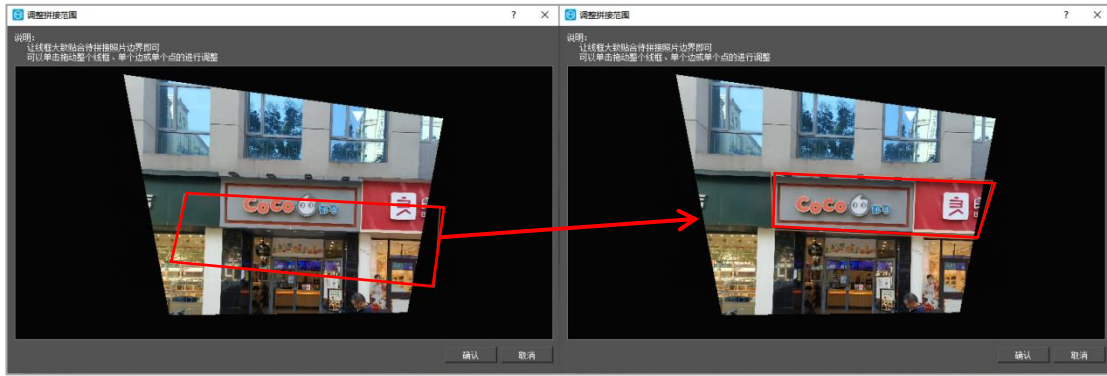 调整拼接范围
? ×
说明:
让线框大致贴合待拼接照片边界即可
可以单击拖动整个线框、单个边或单个点的进行调整
CoCo 都可
确认 取消
调整拼接范围
? ×
说明:
让线框大致贴合待拼接照片边界即可
可以单击拖动整个线框、单个边或单个点的进行调整
CoCo 都可
确认 取消